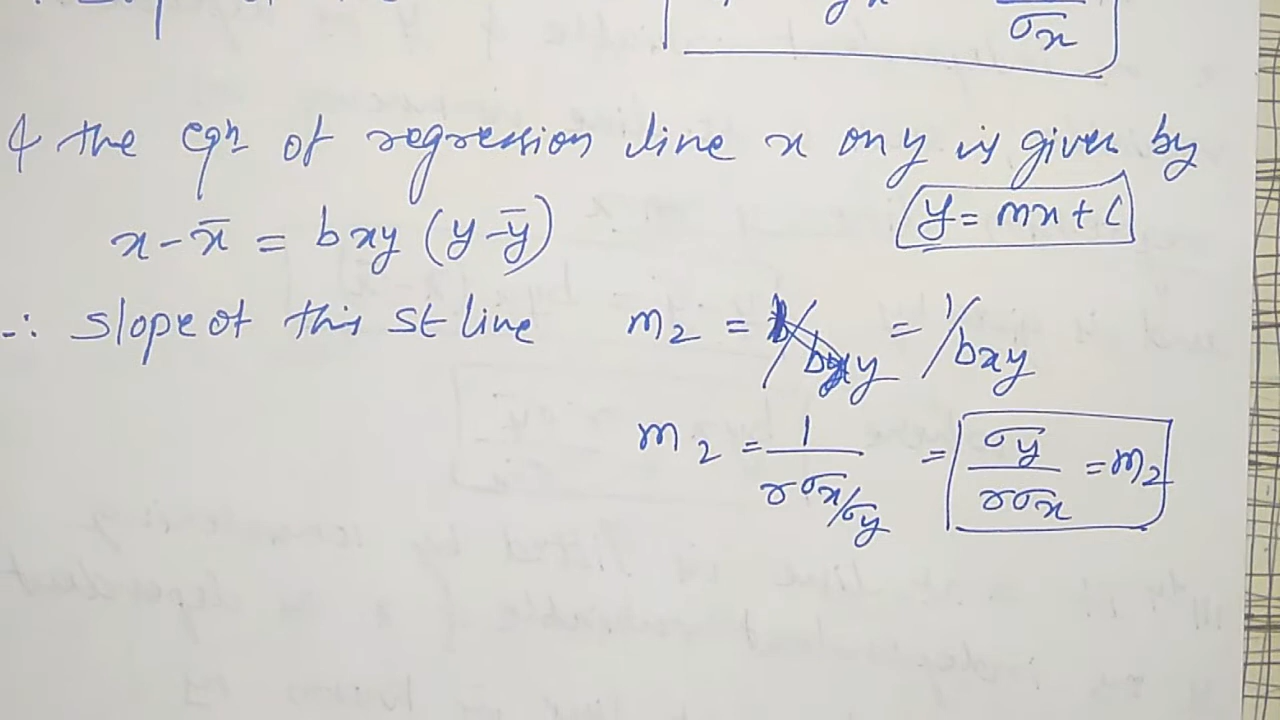 σx
& the eqn of regression line x on y is given by
x - x̄ = bxy (y - ȳ)
y = mx + c
∴ slope of this st line m2 = 1/bxy
m2 = 1/(r σx/σy) = σy/(r σx) = m2